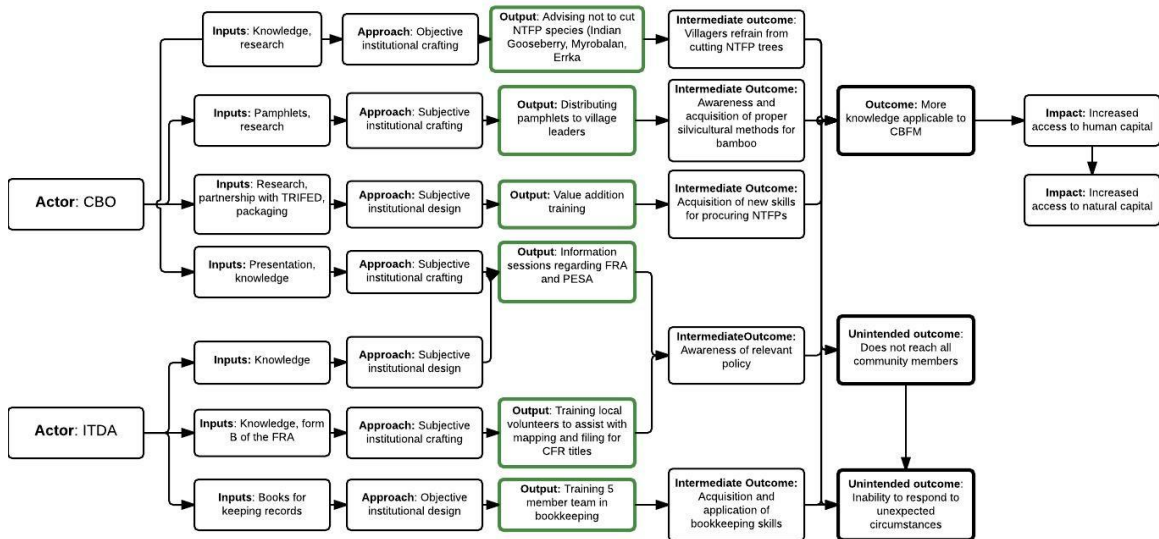 Inputs: Knowledge,
research
Approach: Objective
institutional crafting
Output: Advising not to cut
NTFP species (Indian
Gooseberry, Myrobalan,
Errka
Intermediate outcome:
Villagers refrain from
cutting NTFP trees
Inputs: Pamphlets,
research
Approach: Subjective
institutional crafting
Output: Distributing
pamphlets to village
leaders
Intermediate Outcome:
Awareness and
acquisition of proper
silvicultural methods for
bamboo
Outcome: More
knowledge applicable to
CBFM
Impact: Increased
access to human capital
Actor: CBO
Inputs: Research,
partnership with TRIFED,
packaging
Approach: Subjective
institutional design
Output: Value addition
training
Intermediate Outcome:
Acquisition of new skills
for procuring NTFPs
Impact: Increased
access to natural capital
Inputs: Presentation,
knowledge
Approach: Subjective
institutional crafting
Output: Information
sessions regarding FRA
and PESA
Inputs: Knowledge
Approach: Subjective
institutional design
IntermediateOutcome:
Awareness of relevant
policy
Unintended outcome:
Does not reach all
community members
Actor: ITDA
Inputs: Knowledge, form
B of the FRA
Approach: Subjective
institutional crafting
Output: Training local
volunteers to assist with
mapping and filing for
CFR titles
Inputs: Books for
keeping records
Approach: Objective
institutional design
Output: Training 5
member team in
bookkeeping
Intermediate Outcome:
Acquisition and
application of
bookkeeping skills
Unintended outcome:
Inability to respond to
unexpected
circumstances